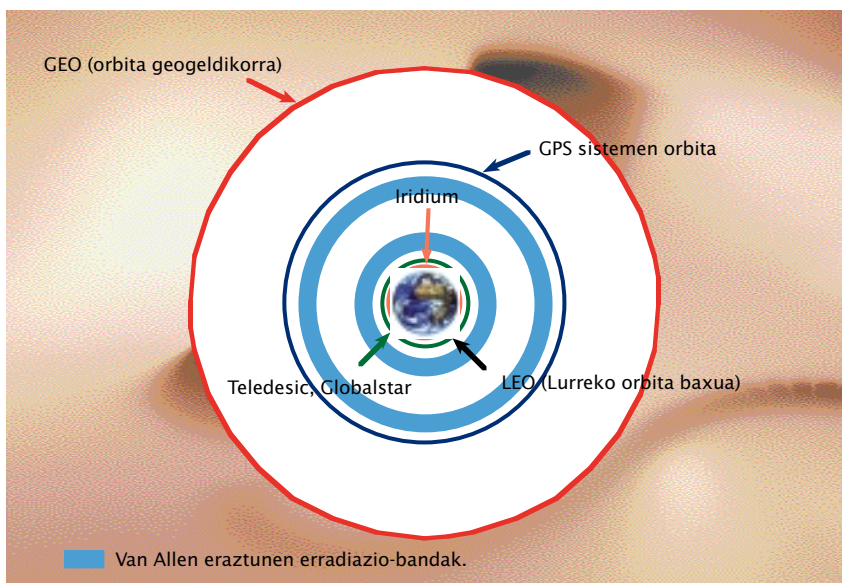 GEO (orbita geogeldikorra)
GPS sistemen orbita
Iridium
Teledesic, Globalstar
LEO (Lurreko orbita baxua)
Van Allen eraztunen erradiazio-bandak.